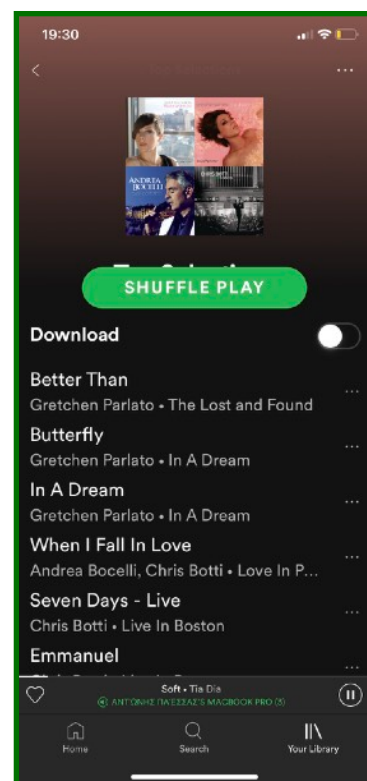 19:30
ANDREA
BOCELLI
SHUFFLE PLAY
Download
Better Than
Gretchen Parlato • The Lost and Found
Butterfly
Gretchen Parlato • In A Dream
In A Dream
Gretchen Parlato • In A Dream
When I Fall In Love
Andrea Bocelli, Chris Botti • Love In P...
Seven Days - Live
Chris Botti • Live In Boston
Emmanuel
Soft • Tia Dia
MACBOOK PRO (3)
Home
Search
Your Library